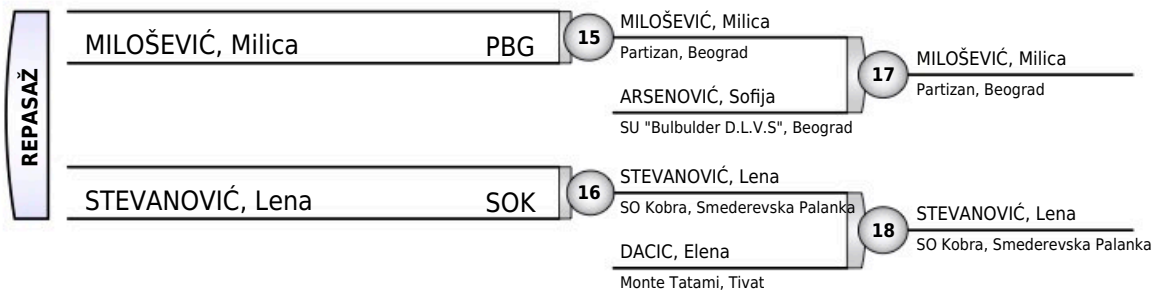 REPASAŽ
MILOŠEVIĆ, Milica PBG
15
MILOŠEVIĆ, Milica
Partizan, Beograd
ARSENOVIĆ, Sofija
SU "Bulbulder D.L.V.S", Beograd
17
MILOŠEVIĆ, Milica
Partizan, Beograd
STEVANOVIĆ, Lena SOK
16
STEVANOVIĆ, Lena
SO Kobra, Smederevska Palanka
DACIC, Elena
Monte Tatami, Tivat
18
STEVANOVIĆ, Lena
SO Kobra, Smederevska Palanka